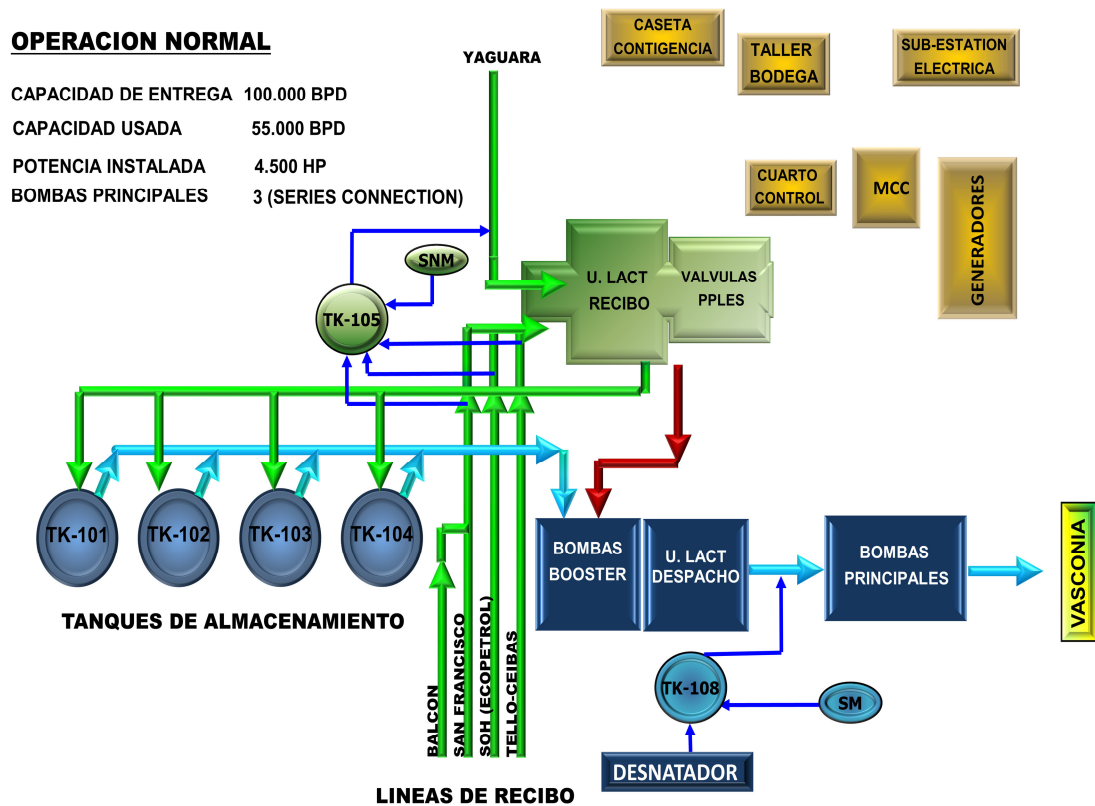 OPERACION NORMAL
CAPACIDAD DE ENTREGA 100.000 BPD
CAPACIDAD USADA 55.000 BPD
POTENCIA INSTALADA 4.500 HP
BOMBAS PRINCIPALES 3 (SERIES CONNECTION)
YAGUARA
CASETA
CONTIGENCIA
TALLER
BODEGA
SUB-ESTATION
ELECTRICA
CUARTO
CONTROL
MCC
GENERADORES
SNM
TK-105
U. LACT
RECIBO
VALVULAS
PPLES
TK-101
TK-102
TK-103
TK-104
TANQUES DE ALMACENAMIENTO
BOMBAS
BOOSTER
U. LACT
DESPACHO
BOMBAS
PRINCIPALES
VASCONIA
BALCON
SAN FRANCISCO
SOH (ECOPETROL)
TELLO-CEIBAS
TK-108
SM
DESNATADOR
LINEAS DE RECIBO